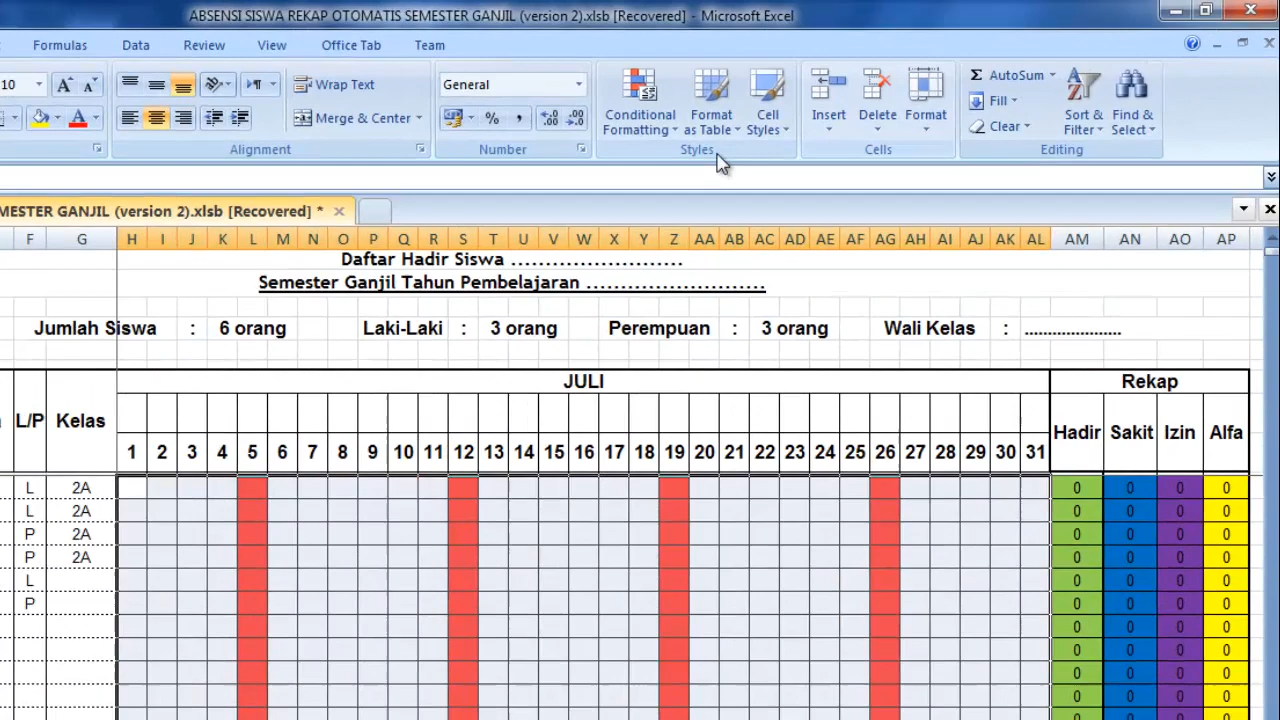 ABSENSI SISWA REKAP OTOMATIS SEMESTER GANJIL (version 2).xlsb [Recovered] - Microsoft Excel
Formulas Data Review View Office Tab Team
10 Wrap Text General Conditional Formatting Format as Table Cell Styles Insert Delete Format AutoSum Fill Clear Sort & Filter Find & Select
Merge & Center %
Alignment Number Styles Cells Editing
MESTER GANJIL (version 2).xlsb [Recovered] *
F G H I J K L M N O P Q R S T U V W X Y Z AA AB AC AD AE AF AG AH AI AJ AK AL AM AN AO AP
Daftar Hadir Siswa ........................
Semester Ganjil Tahun Pembelajaran .........................
Jumlah Siswa : 6 orang Laki-Laki : 3 orang Perempuan : 3 orang Wali Kelas : .....................
JULI Rekap
L/P Kelas Hadir Sakit Izin Alfa
1 2 3 4 5 6 7 8 9 10 11 12 13 14 15 16 17 18 19 20 21 22 23 24 25 26 27 28 29 30 31
L 2A 0 0 0 0
L 2A 0 0 0 0
P 2A 0 0 0 0
P 2A 0 0 0 0
L 0 0 0 0
P 0 0 0 0
0 0 0 0
0 0 0 0
0 0 0 0
0 0 0 0